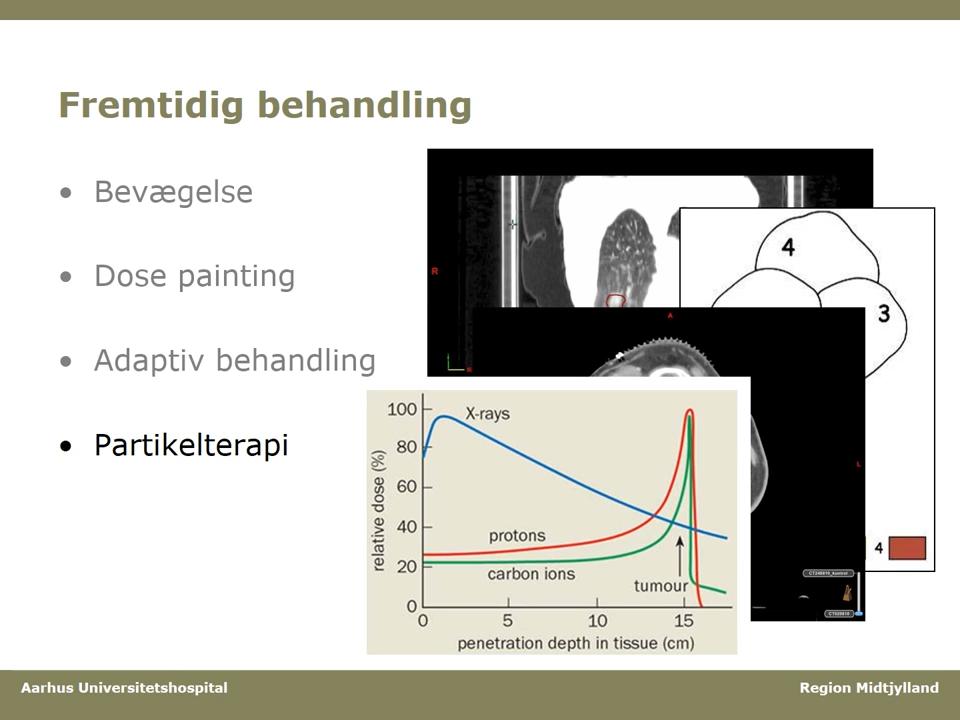 Fremtidig behandling
• Bevægelse
• Dose painting
• Adaptiv behandling
• Partikelterapi
R
4
3
A
L
4
CT240810_kontrol
100
80
60
40
20
0
relative dose (%)
X-rays
protons
carbon ions
tumour
0 5 10 15
penetration depth in tissue (cm)
Aarhus Universitetshospital
Region Midtjylland